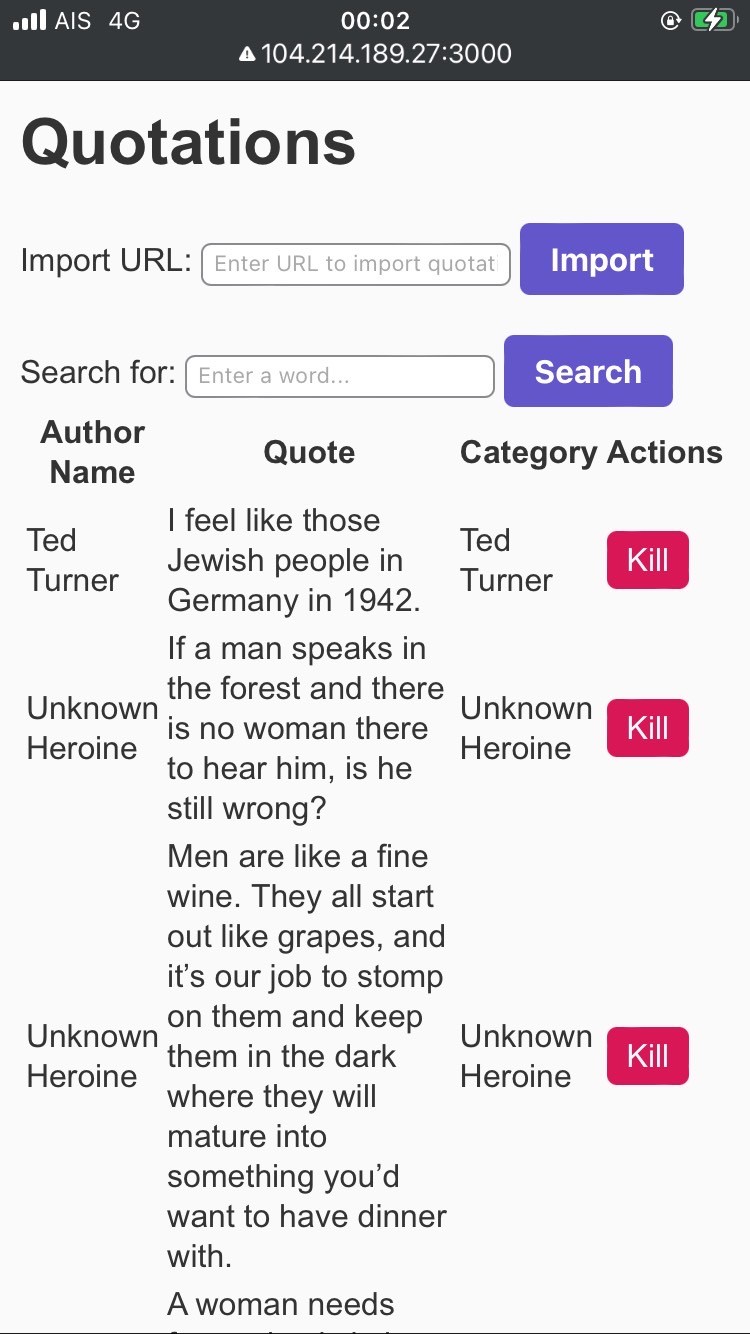 AIS 4G 00:02
104.214.189.27:3000
Quotations
Import URL: Enter URL to import quotat Import
Search for: Enter a word... Search
Author Name Quote Category Actions
Ted Turner
I feel like those
Jewish people in
Germany in 1942.
Ted Turner
Kill
Unknown Heroine
If a man speaks in
the forest and there
is no woman there
to hear him, is he
still wrong?
Unknown Heroine
Kill
Unknown Heroine
Men are like a fine
wine. They all start
out like grapes, and
it’s our job to stomp
on them and keep
them in the dark
where they will
mature into
something you’d
want to have dinner
with.
Unknown Heroine
Kill
A woman needs